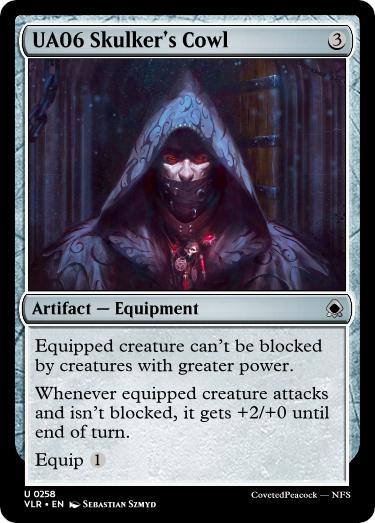 UA06 Skulker's Cowl 3
Artifact — Equipment
Equipped creature can't be blocked
by creatures with greater power.
Whenever equipped creature attacks
and isn't blocked, it gets +2/+0 until
end of turn.
Equip 1
U 0258
VLR • EN Sebastian Szmyd
CovetedPeacock — NFS